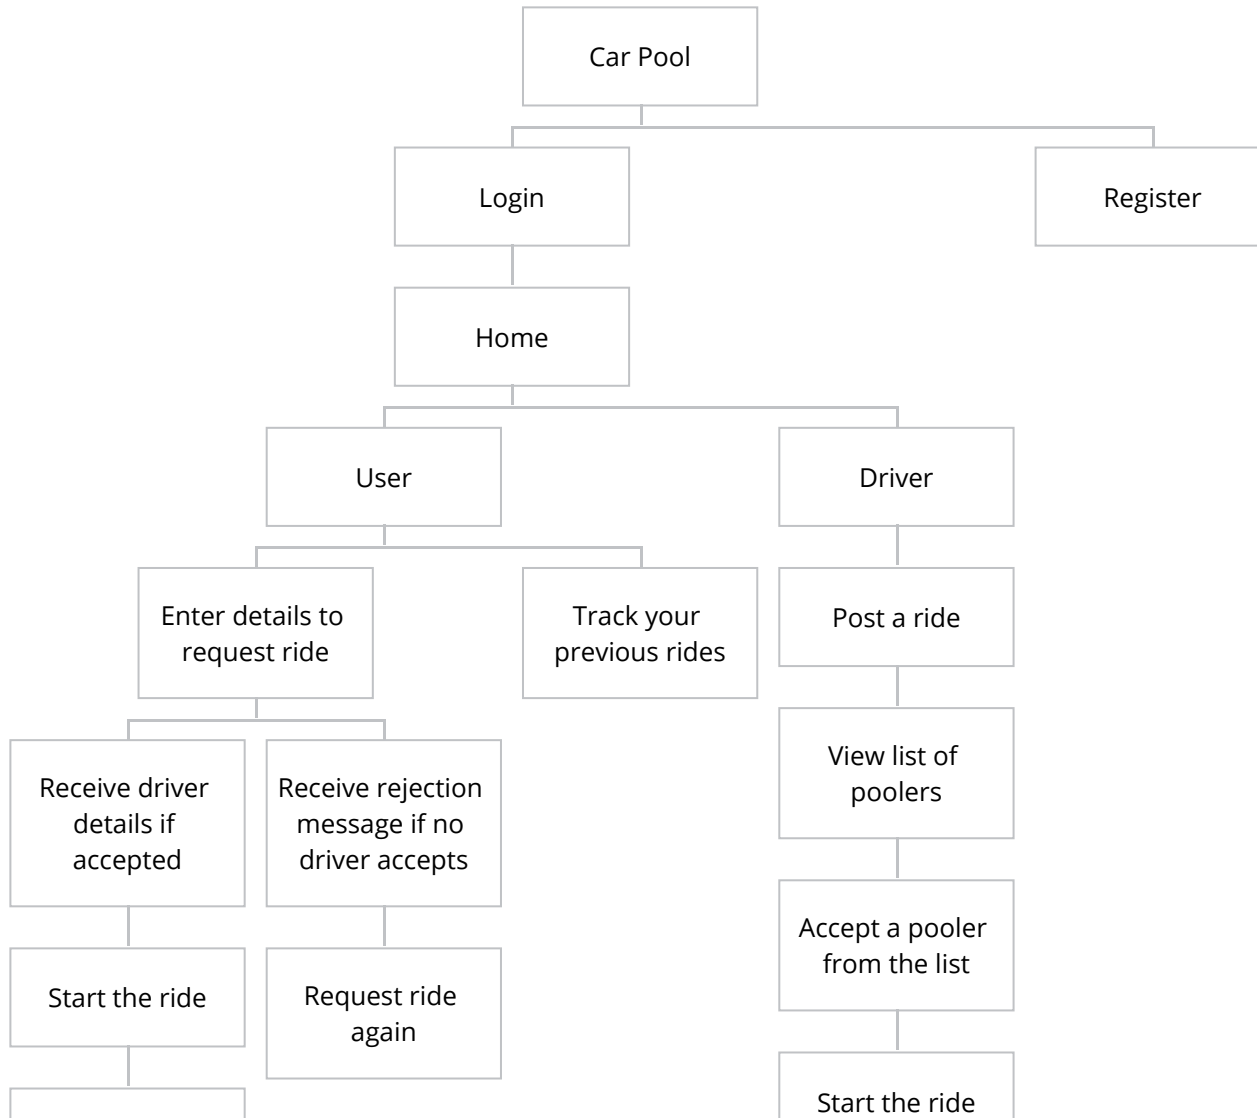 Car Pool
Login
Register
Home
User
Driver
Enter details to
request ride
Track your
previous rides
Post a ride
Receive driver
details if
accepted
Receive rejection
message if no
driver accepts
View list of
poolers
Accept a pooler
from the list
Start the ride
Request ride
again
Start the ride